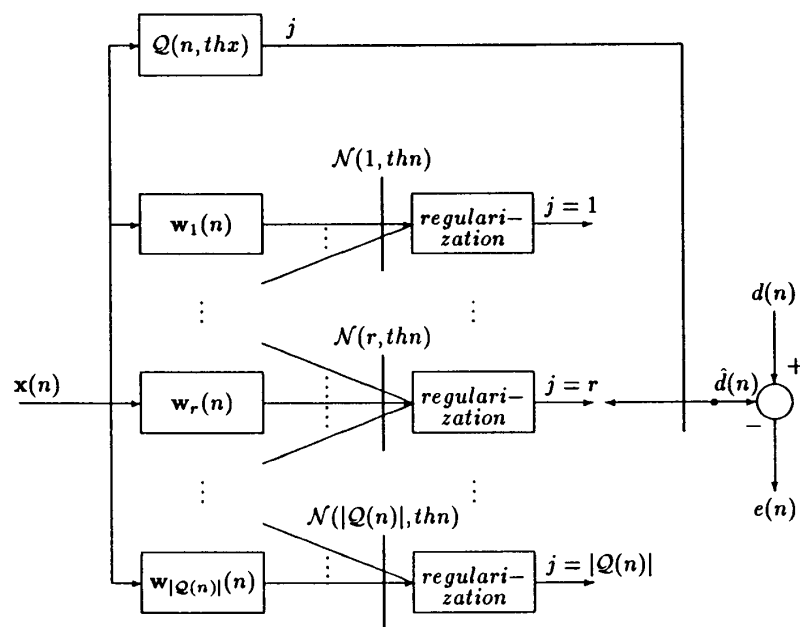 𝒬(n, thx)
j
𝒩(1, thn)
w₁(n)
regulari-
zation
j = 1
⋮
⋮
⋮
d(n)
𝒩(r, thn)
x(n)
wᵣ(n)
⋮
regulari-
zation
j = r
d̂(n)
+
−
⋮
⋮
e(n)
𝒩(|𝒬(n)|, thn)
w|𝒬(n)|(n)
⋮
regulari-
zation
j = |𝒬(n)|